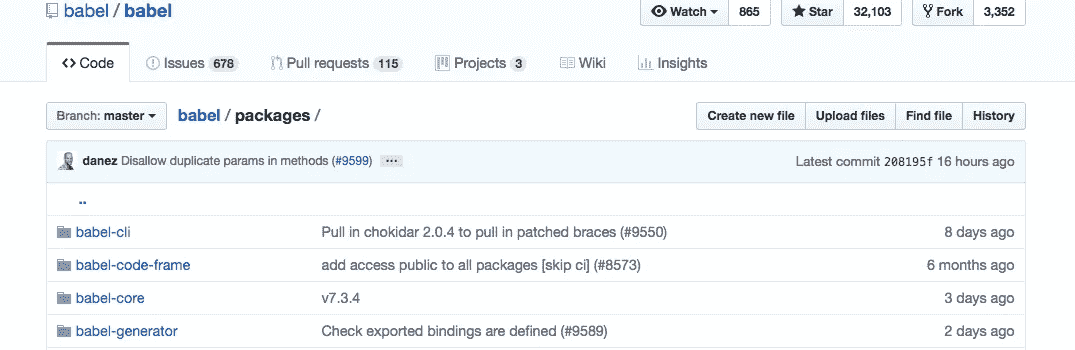 babel / babel
Watch 865 Star 32,103 Fork 3,352
Code Issues 678 Pull requests 115 Projects 3 Wiki Insights
Branch: master babel / packages / Create new file Upload files Find file History
danez Disallow duplicate params in methods (#9599) ... Latest commit 208195f 16 hours ago
..
babel-cli Pull in chokidar 2.0.4 to pull in patched braces (#9550) 8 days ago
babel-code-frame add access public to all packages [skip ci] (#8573) 6 months ago
babel-core v7.3.4 3 days ago
babel-generator Check exported bindings are defined (#9589) 2 days ago